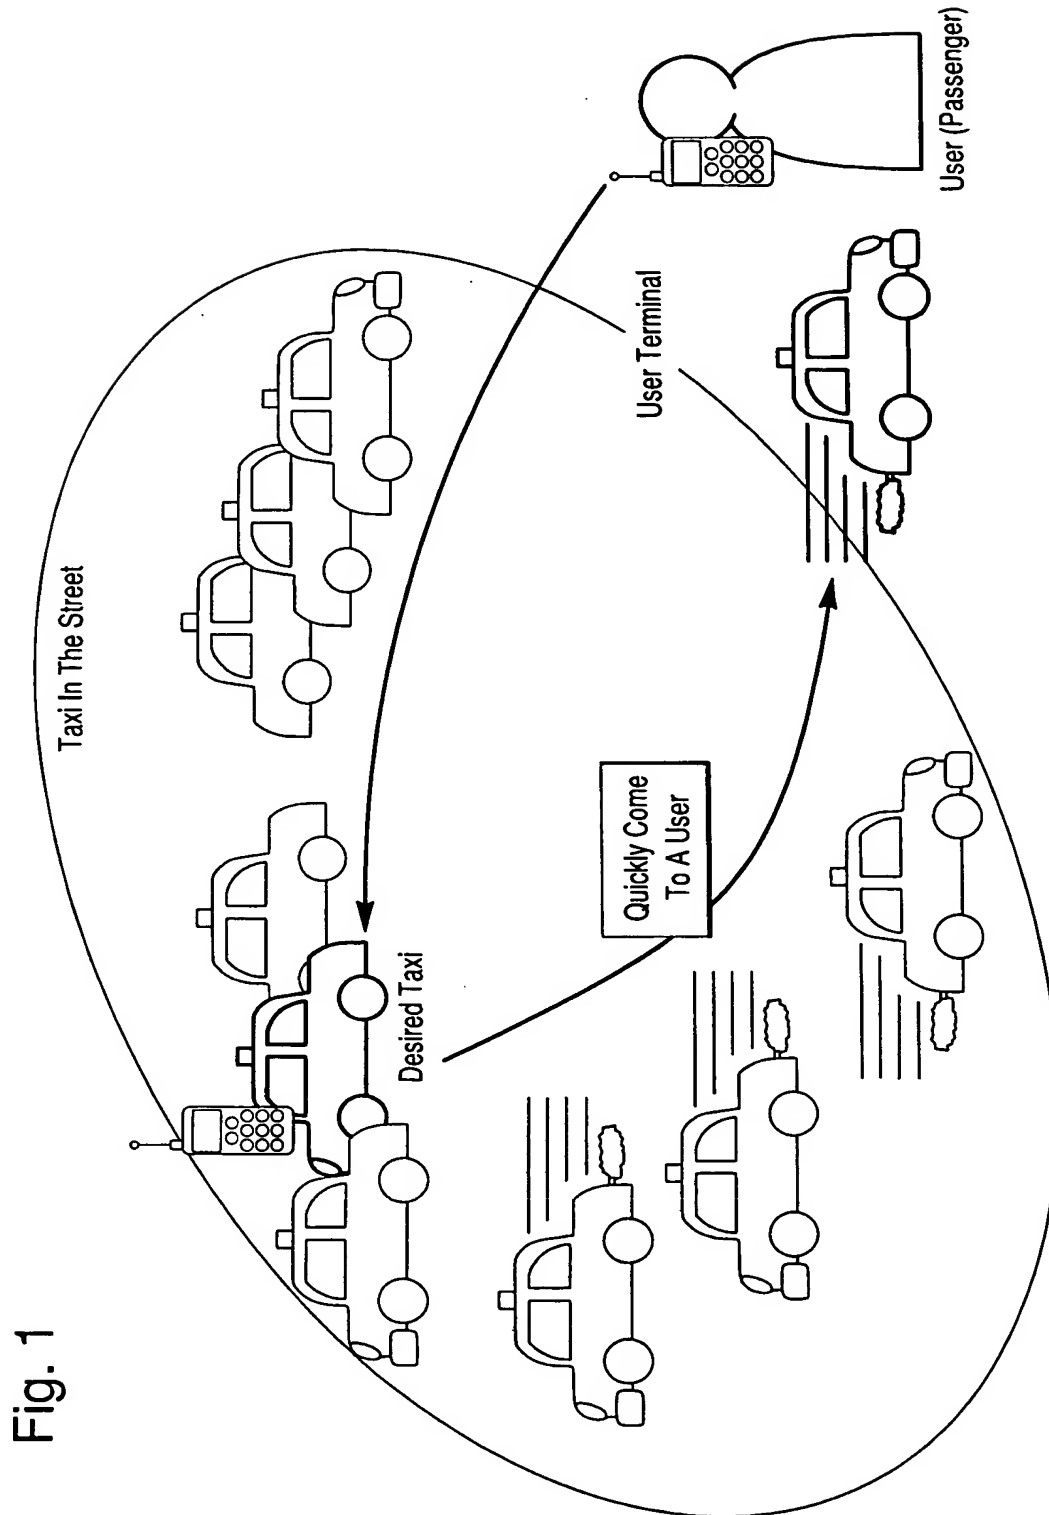 Fig. 1
Taxi In The Street
Desired Taxi
Quickly Come
To A User
User Terminal
User (Passenger)